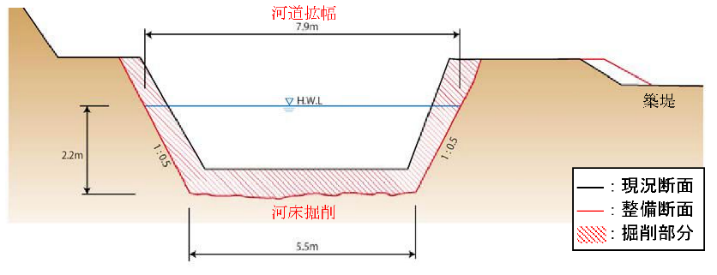 河道拡幅
7.9m
H.W.L
築堤
2.2m
1:0.5
1:0.5
河床掘削
5.5m
:現況断面
:整備断面
:掘削部分